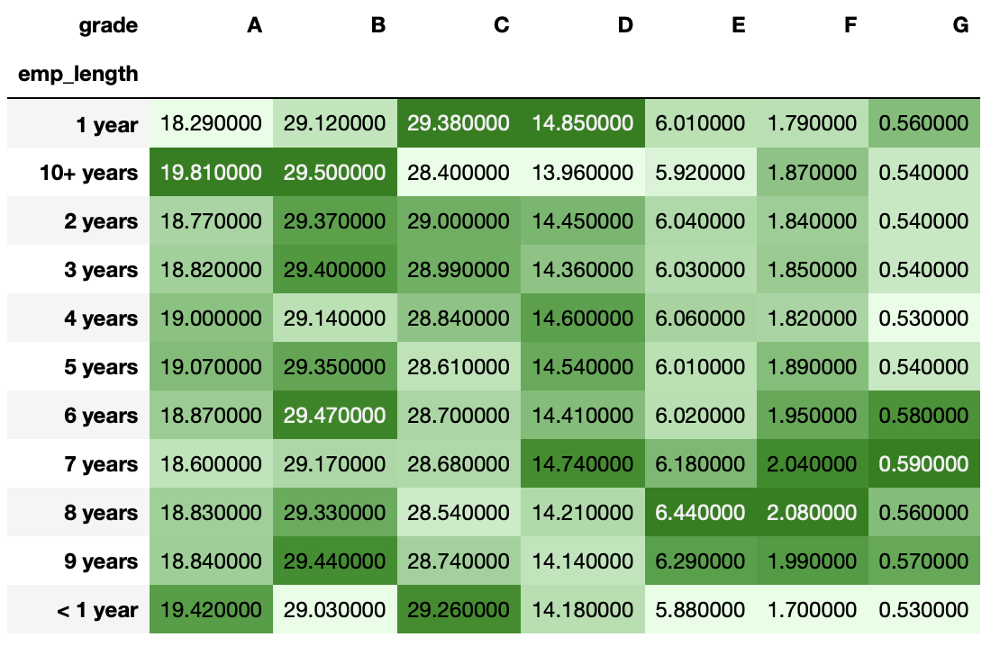 grade A B C D E F G
emp_length
1 year 18.290000 29.120000 29.380000 14.850000 6.010000 1.790000 0.560000
10+ years 19.810000 29.500000 28.400000 13.960000 5.920000 1.870000 0.540000
2 years 18.770000 29.370000 29.000000 14.450000 6.040000 1.840000 0.540000
3 years 18.820000 29.400000 28.990000 14.360000 6.030000 1.850000 0.540000
4 years 19.000000 29.140000 28.840000 14.600000 6.060000 1.820000 0.530000
5 years 19.070000 29.350000 28.610000 14.540000 6.010000 1.890000 0.540000
6 years 18.870000 29.470000 28.700000 14.410000 6.020000 1.950000 0.580000
7 years 18.600000 29.170000 28.680000 14.740000 6.180000 2.040000 0.590000
8 years 18.830000 29.330000 28.540000 14.210000 6.440000 2.080000 0.560000
9 years 18.840000 29.440000 28.740000 14.140000 6.290000 1.990000 0.570000
< 1 year 19.420000 29.030000 29.260000 14.180000 5.880000 1.700000 0.530000